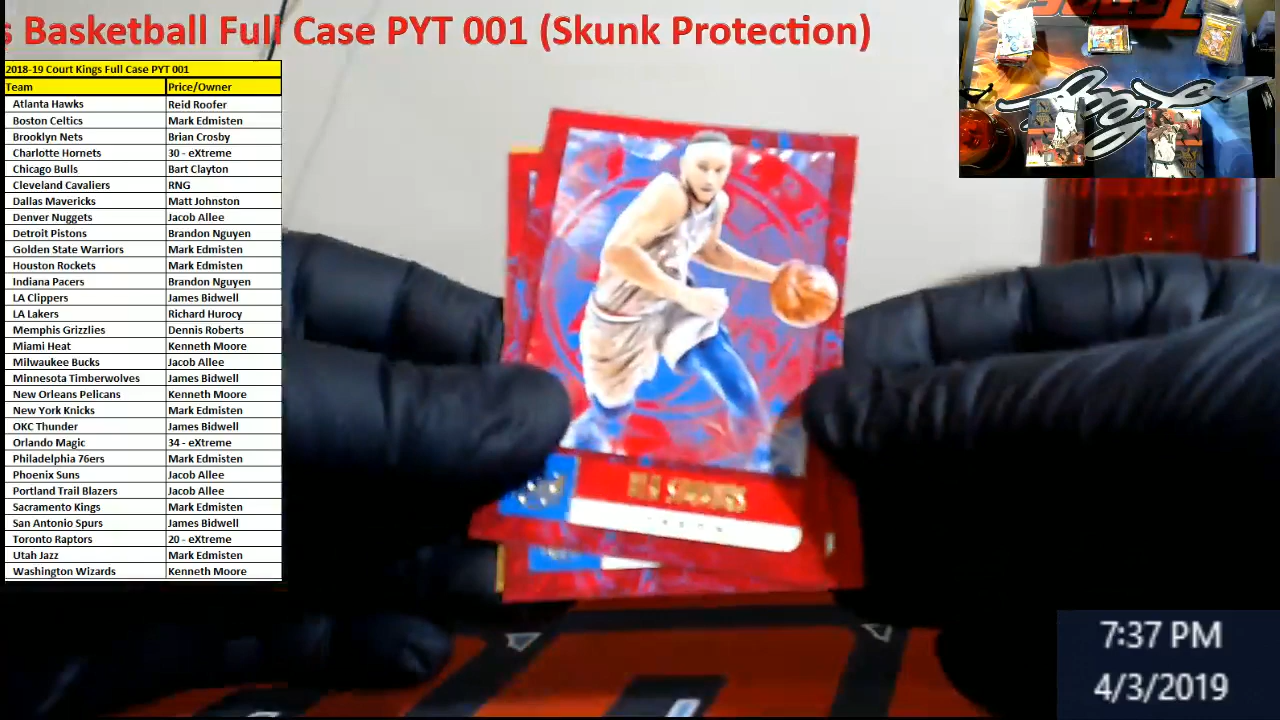 s Basketball Full Case PYT 001 (Skunk Protection)
2018-19 Court Kings Full Case PYT 001
Team Price/Owner
Atlanta Hawks Reid Roofer
Boston Celtics Mark Edmisten
Brooklyn Nets Brian Crosby
Charlotte Hornets 30 - eXtreme
Chicago Bulls Bart Clayton
Cleveland Cavaliers RNG
Dallas Mavericks Matt Johnston
Denver Nuggets Jacob Allee
Detroit Pistons Brandon Nguyen
Golden State Warriors Mark Edmisten
Houston Rockets Mark Edmisten
Indiana Pacers Brandon Nguyen
LA Clippers James Bidwell
LA Lakers Richard Hurocy
Memphis Grizzlies Dennis Roberts
Miami Heat Kenneth Moore
Milwaukee Bucks Jacob Allee
Minnesota Timberwolves James Bidwell
New Orleans Pelicans Kenneth Moore
New York Knicks Mark Edmisten
OKC Thunder James Bidwell
Orlando Magic 34 - eXtreme
Philadelphia 76ers Mark Edmisten
Phoenix Suns Jacob Allee
Portland Trail Blazers Jacob Allee
Sacramento Kings Mark Edmisten
San Antonio Spurs James Bidwell
Toronto Raptors 20 - eXtreme
Utah Jazz Mark Edmisten
Washington Wizards Kenneth Moore
7:37 PM
4/3/2019